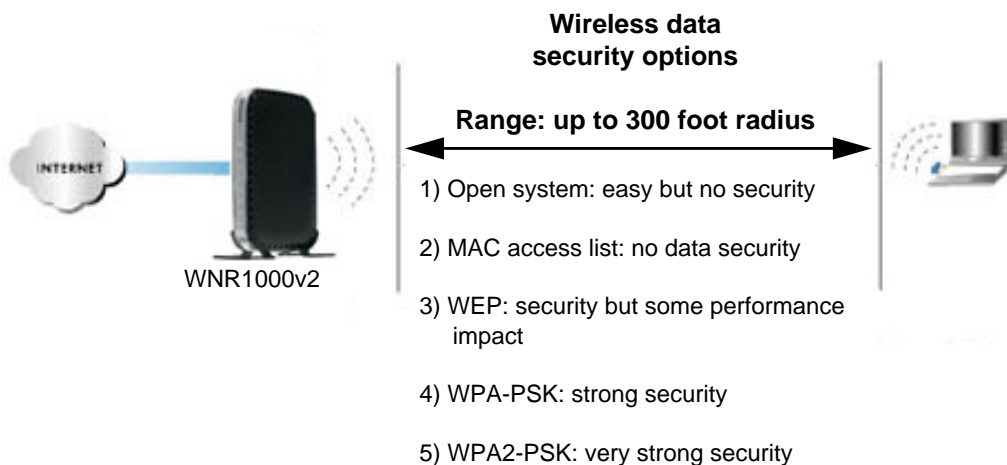 Wireless data
security options
Range: up to 300 foot radius
INTERNET
WNR1000v2
1) Open system: easy but no security
2) MAC access list: no data security
3) WEP: security but some performance
impact
4) WPA-PSK: strong security
5) WPA2-PSK: very strong security